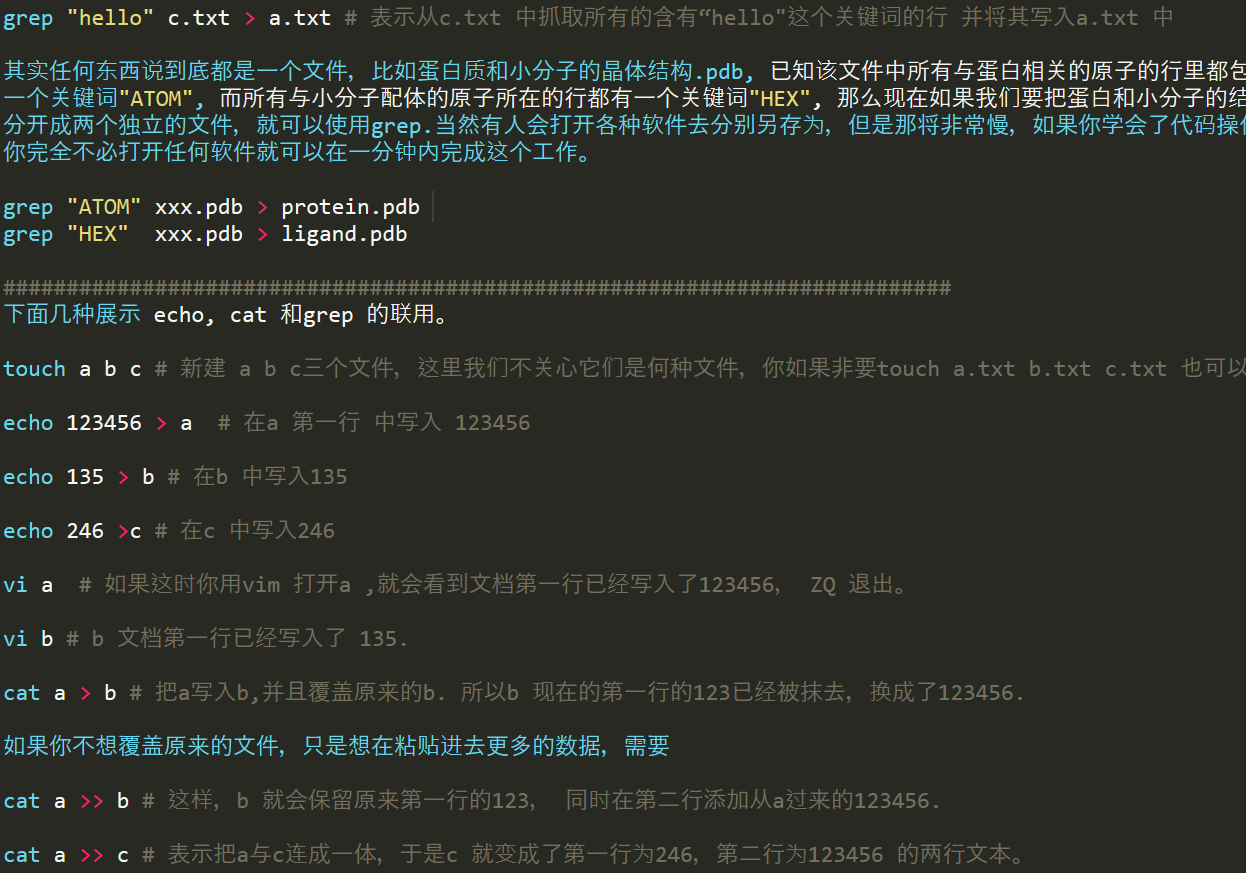 grep "hello" c.txt > a.txt # 表示从c.txt 中抓取所有的含有“hello"这个关键词的行 并将其写入a.txt 中
其实任何东西说到底都是一个文件, 比如蛋白质和小分子的晶体结构.pdb, 已知该文件中所有与蛋白相关的原子的行里都包
一个关键词"ATOM", 而所有与小分子配体的原子所在的行都有一个关键词"HEX", 那么现在如果我们要把蛋白和小分子的结
分开成两个独立的文件, 就可以使用grep.当然有人会打开各种软件去分别另存为, 但是那将非常慢, 如果你学会了代码操
你完全不必打开任何软件就可以在一分钟内完成这个工作。
grep "ATOM" xxx.pdb > protein.pdb
grep "HEX"  xxx.pdb > ligand.pdb
###########################################################################
下面几种展示 echo, cat 和grep 的联用。
touch a b c # 新建 a b c三个文件, 这里我们不关心它们是何种文件, 你如果非要touch a.txt b.txt c.txt 也可以
echo 123456 > a  # 在a 第一行 中写入 123456
echo 135 > b # 在b 中写入135
echo 246 >c # 在c 中写入246
vi a  # 如果这时你用vim 打开a ,就会看到文档第一行已经写入了123456,  ZQ 退出。
vi b # b 文档第一行已经写入了 135.
cat a > b # 把a写入b,并且覆盖原来的b. 所以b 现在的第一行的123已经被抹去, 换成了123456.
如果你不想覆盖原来的文件, 只是想在粘贴进去更多的数据, 需要
cat a >> b # 这样, b 就会保留原来第一行的123,  同时在第二行添加从a过来的123456.
cat a >> c # 表示把a与c连成一体, 于是c 就变成了第一行为246, 第二行为123456 的两行文本。